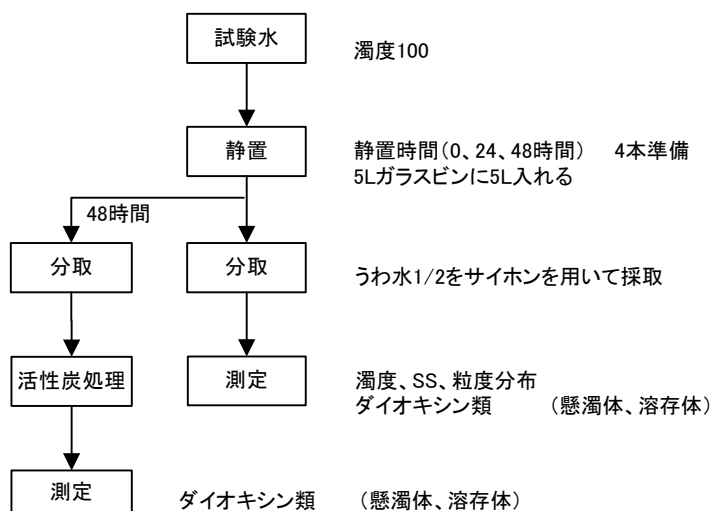 試験水
濁度100
静置
静置時間(0、24、48時間) 4本準備
5Lガラスビンに5L入れる
48時間
分取
分取
うわ水1/2をサイホンを用いて採取
活性炭処理
測定
濁度、SS、粒度分布
ダイオキシン類 (懸濁体、溶存体)
測定
ダイオキシン類 (懸濁体、溶存体)